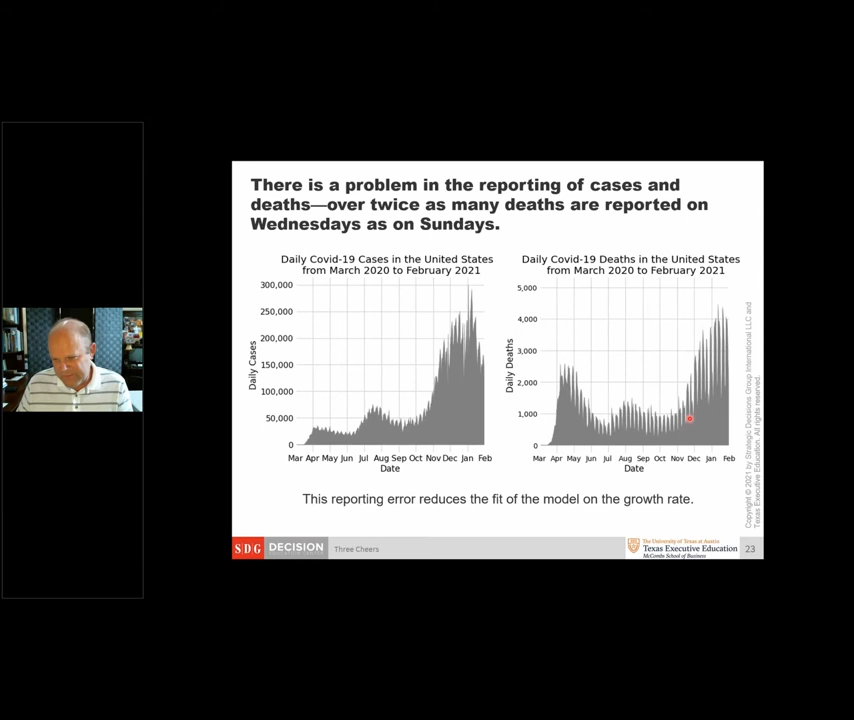 There is a problem in the reporting of cases and
deaths—over twice as many deaths are reported on
Wednesdays as on Sundays.
Daily Covid-19 Cases in the United States
from March 2020 to February 2021
300,000
250,000
200,000
150,000
100,000
50,000
0
Daily Cases
Mar Apr May Jun Jul Aug Sep Oct Nov Dec Jan Feb
Date
Daily Covid-19 Deaths in the United States
from March 2020 to February 2021
5,000
4,000
3,000
2,000
1,000
0
Daily Deaths
Mar Apr May Jun Jul Aug Sep Oct Nov Dec Jan Feb
Date
Copyright © 2021 by Strategic Decisions Group International LLC and
Texas Executive Education. All rights reserved.
This reporting error reduces the fit of the model on the growth rate.
SDG DECISION
Three Cheers
The University of Texas at Austin
Texas Executive Education
McCombs School of Business
23